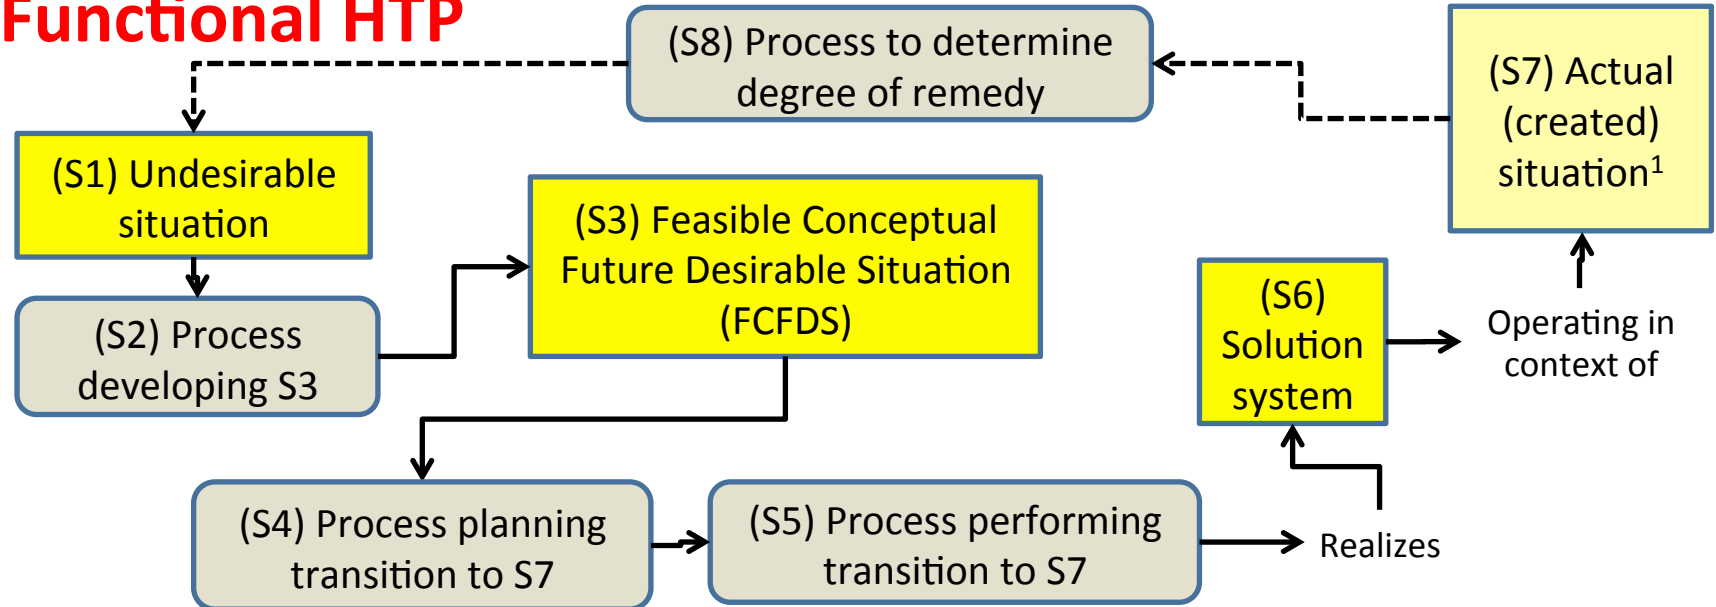 Functional HTP
(S8) Process to determine
degree of remedy
(S7) Actual
(created)
situation¹
(S1) Undesirable
situation
(S3) Feasible Conceptual
Future Desirable Situation
(FCFDS)
(S2) Process
developing S3
(S6)
Solution
system
Operating in
context of
(S4) Process planning
transition to S7
(S5) Process performing
transition to S7
Realizes